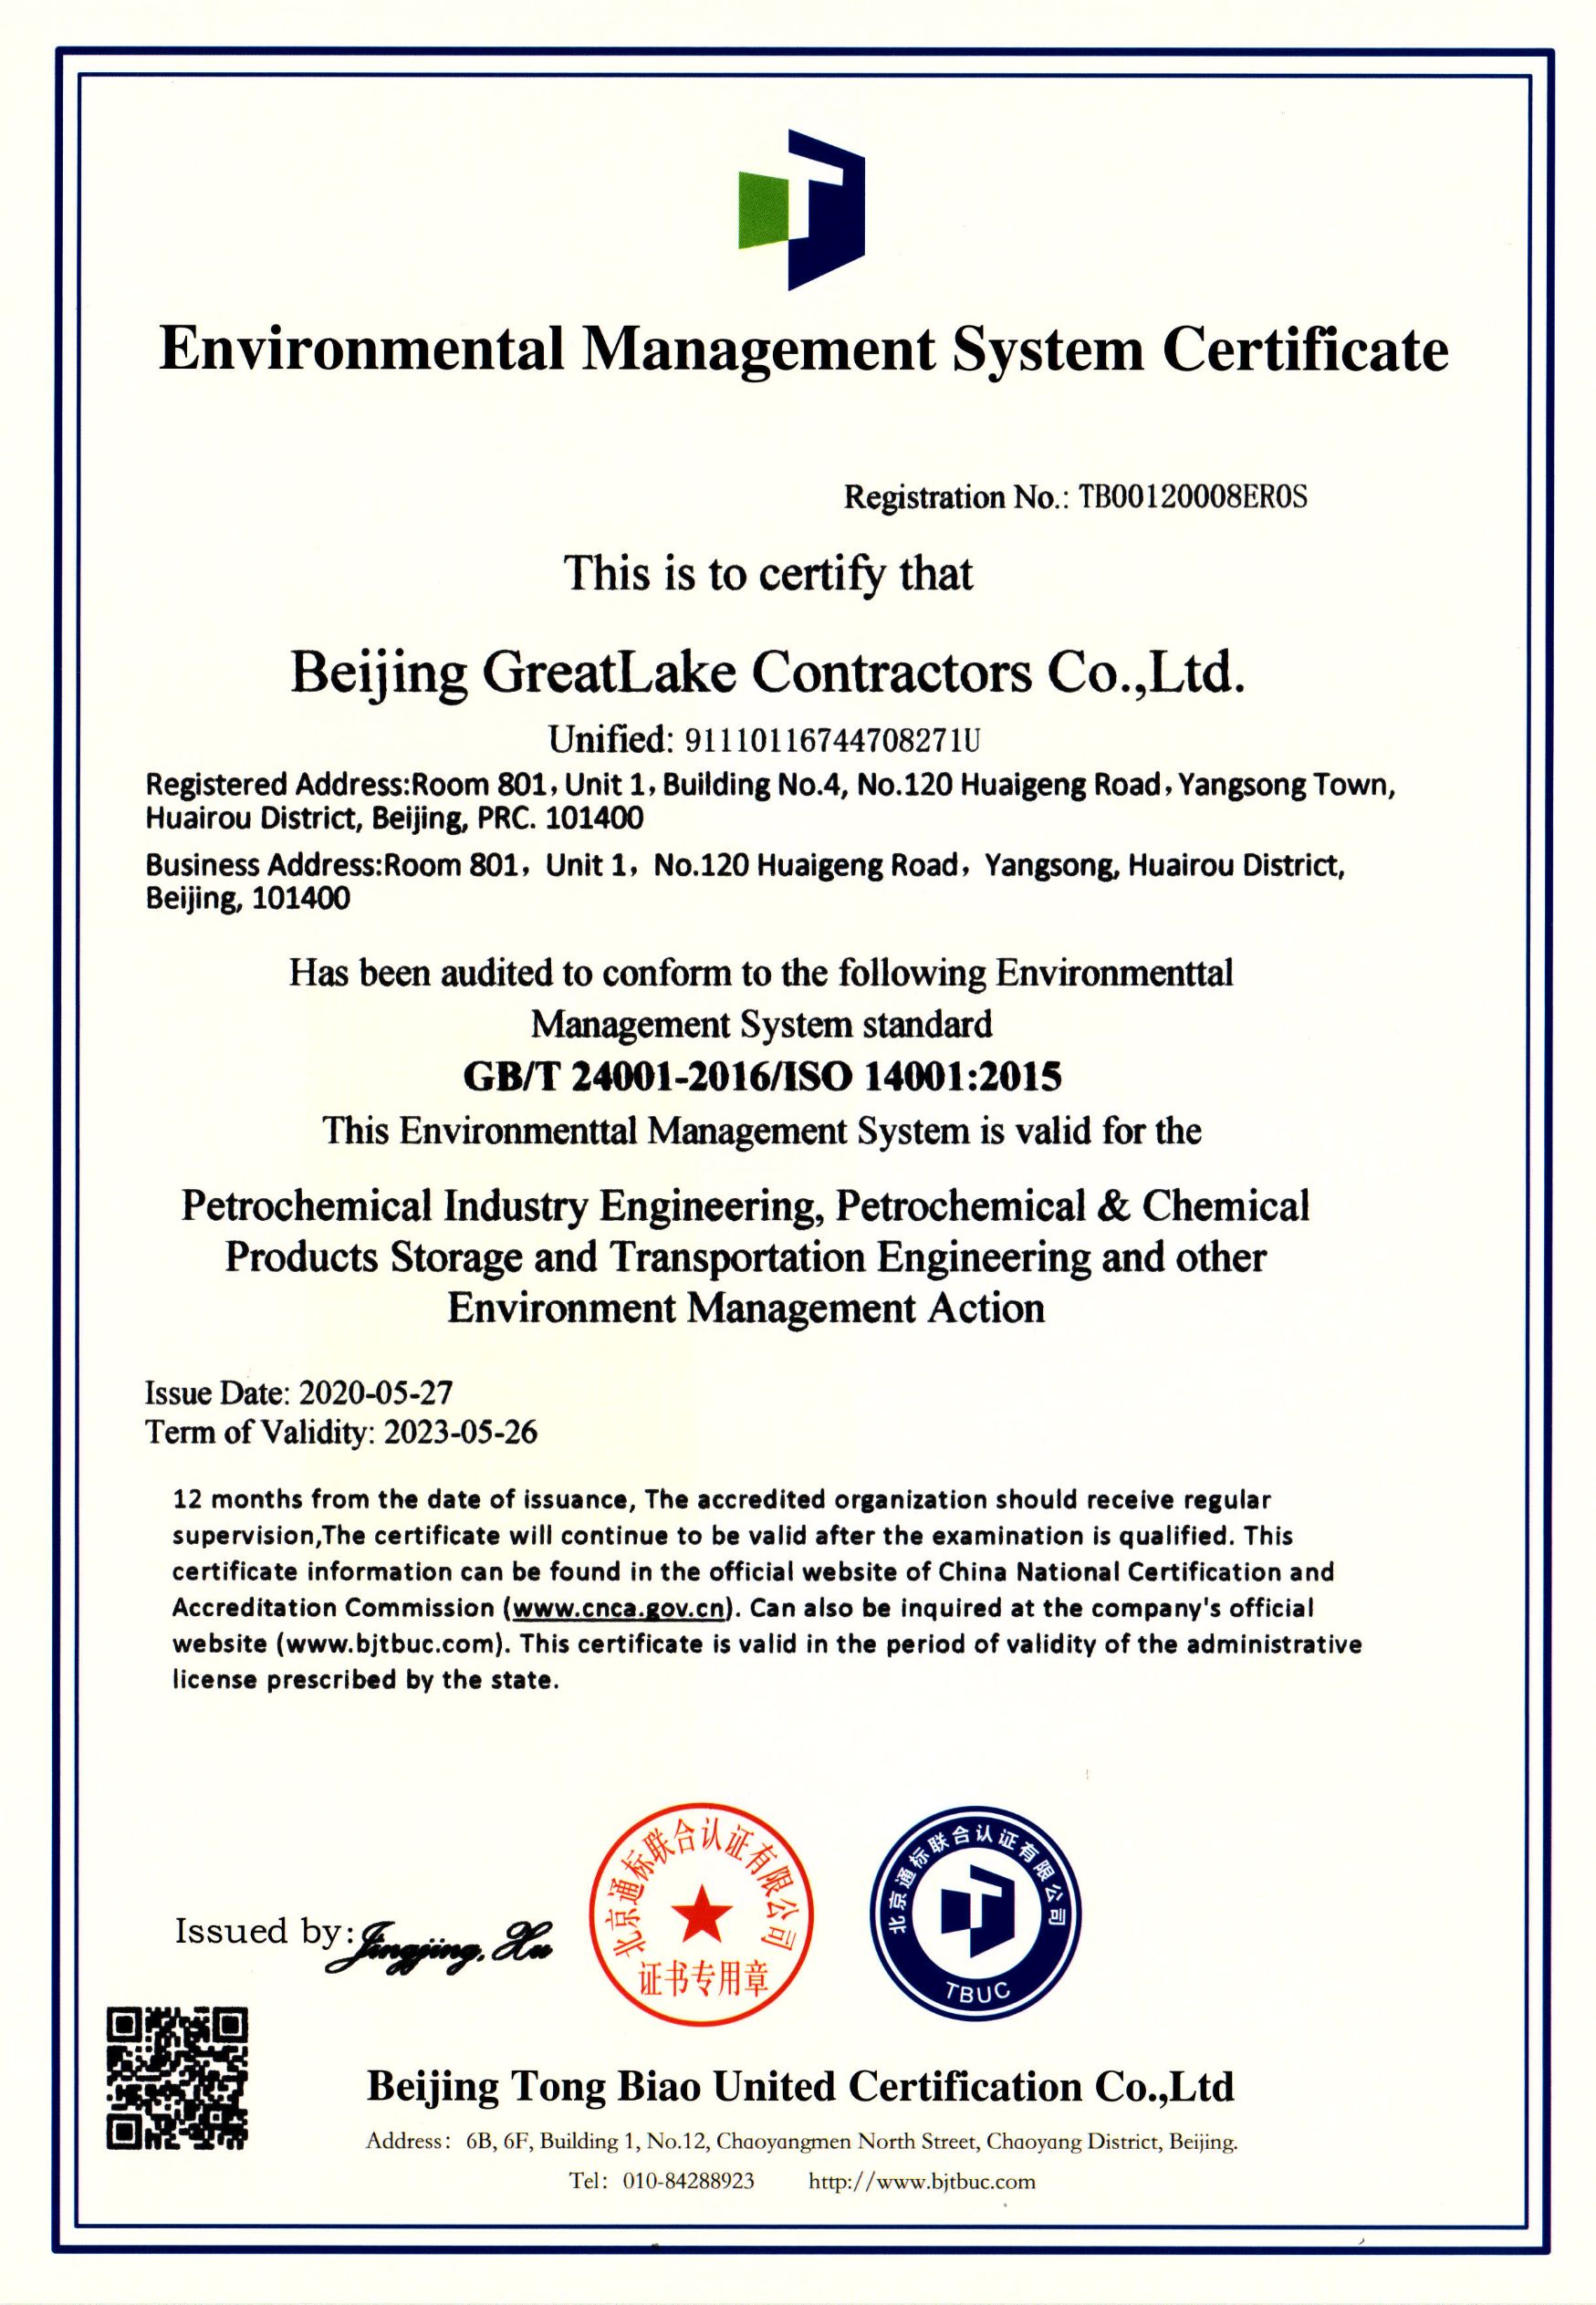 Environmental Management System Certificate
Registration No.: TB00120008ER0S
This is to certify that
Beijing GreatLake Contractors Co.,Ltd.
Unified: 91110116744708271U
Registered Address:Room 801，Unit 1，Building No.4, No.120 Huaigeng Road，Yangsong Town,
Huairou District, Beijing, PRC. 101400
Business Address:Room 801，Unit 1，No.120 Huaigeng Road，Yangsong, Huairou District,
Beijing, 101400
Has been audited to conform to the following Environmenttal
Management System standard
GB/T 24001-2016/ISO 14001:2015
This Environmenttal Management System is valid for the
Petrochemical Industry Engineering, Petrochemical & Chemical
Products Storage and Transportation Engineering and other
Environment Management Action
Issue Date: 2020-05-27
Term of Validity: 2023-05-26
12 months from the date of issuance, The accredited organization should receive regular
supervision,The certificate will continue to be valid after the examination is qualified. This
certificate information can be found in the official website of China National Certification and
Accreditation Commission (www.cnca.gov.cn). Can also be inquired at the company's official
website (www.bjtbuc.com). This certificate is valid in the period of validity of the administrative
license prescribed by the state.
Issued by: Jingjing, Xu
北京通标联合认证有限公司
证书专用章
北京通标联合认证有限公司
TBUC
Beijing Tong Biao United Certification Co.,Ltd
Address: 6B, 6F, Building 1, No.12, Chaoyangmen North Street, Chaoyang District, Beijing.
Tel: 010-84288923 http://www.bjtbuc.com